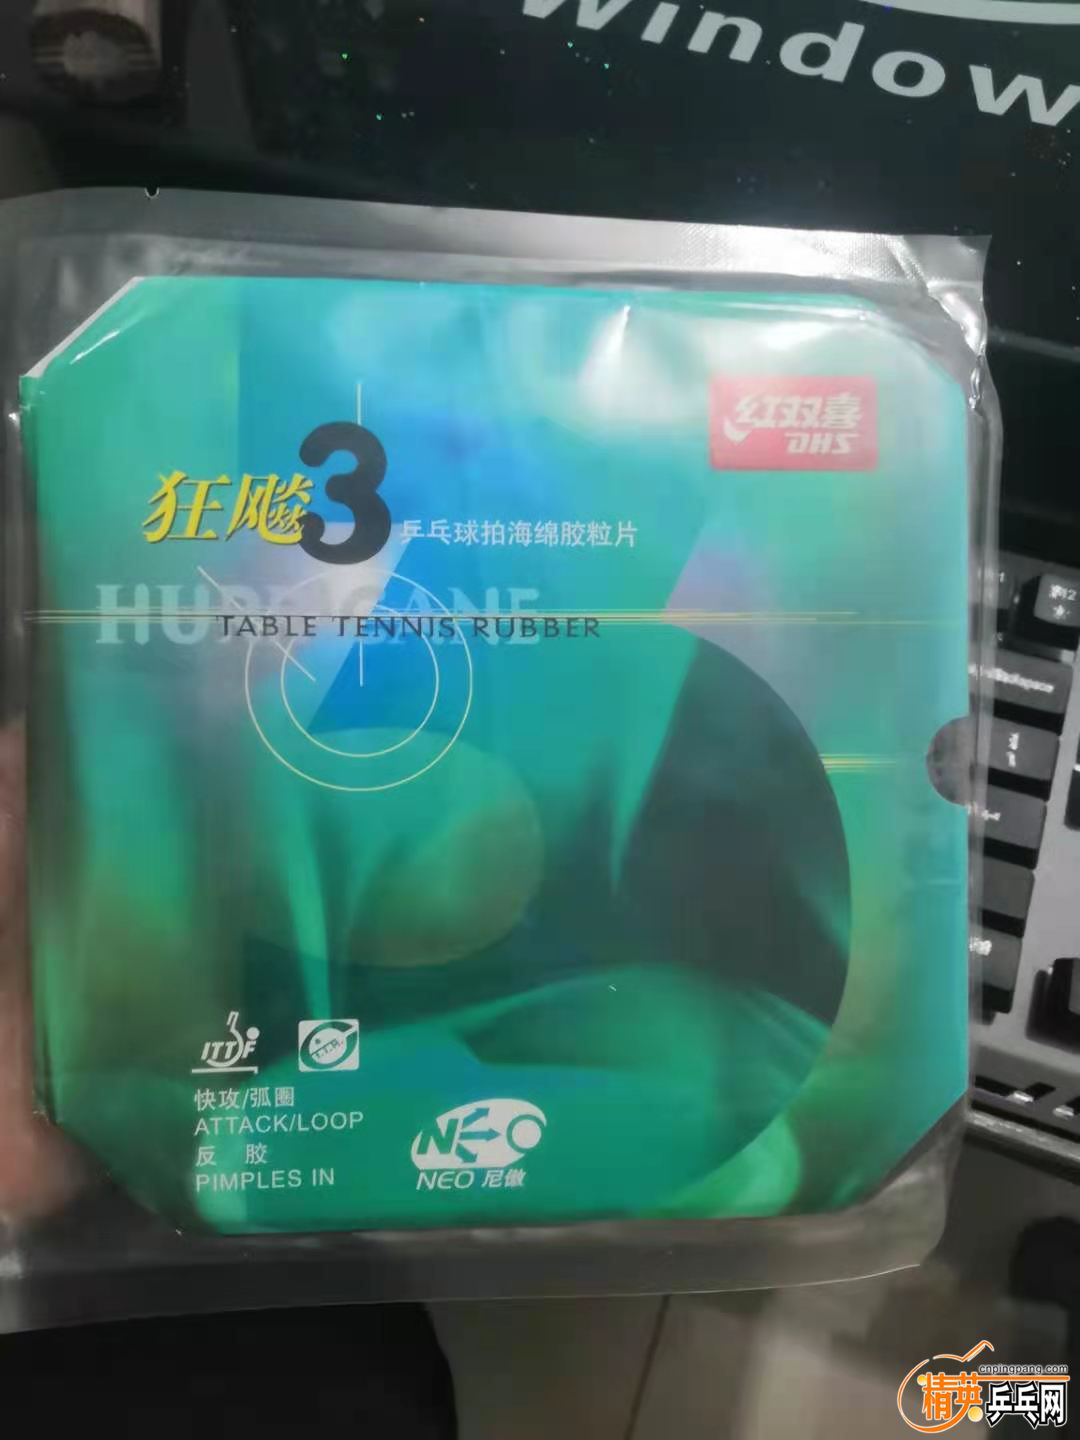 window
红双喜
DHS
狂飚3
乒乓球拍海绵胶粒片
HURRICANE
TABLE TENNIS RUBBER
Backspace
ITTF
快攻/弧圈
ATTACK/LOOP
反 胶
PIMPLES IN
NEO
NEO 尼傲
cnpingpang.com
精英乒乓网